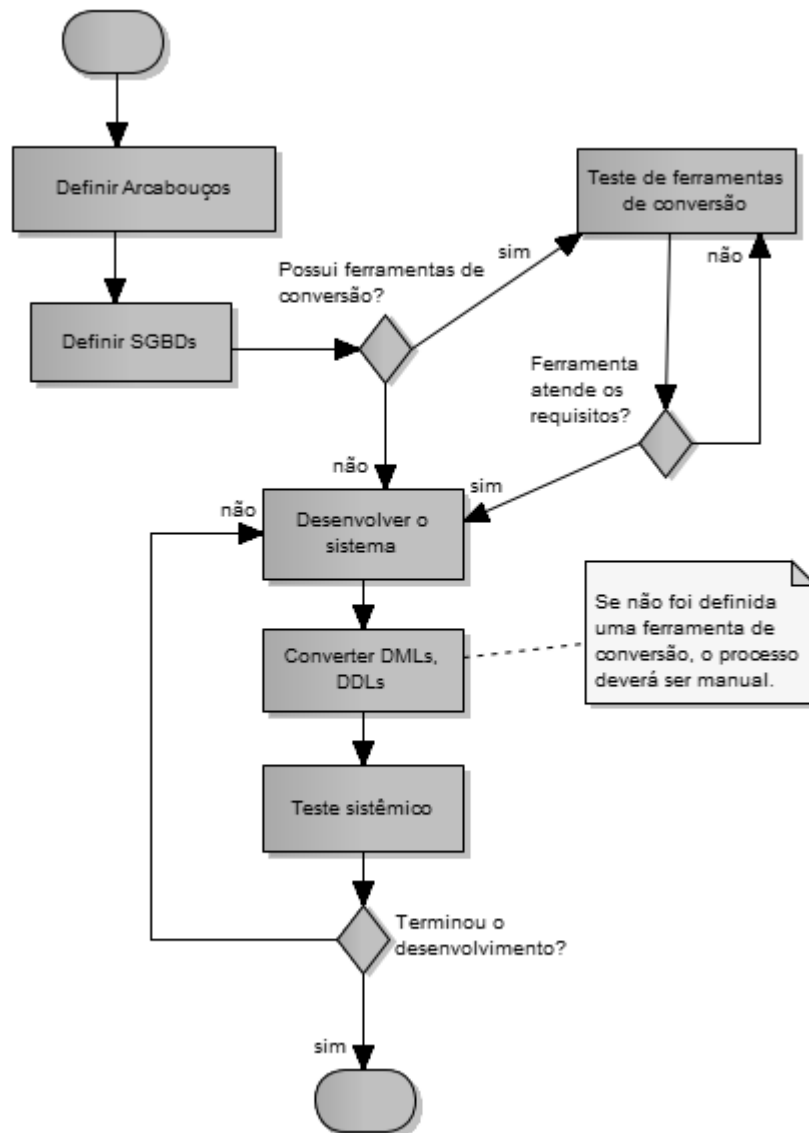 Definir Arcabouços
Teste de ferramentas
de conversão
sim
não
Possui ferramentas de
conversão?
Definir SGBDs
Ferramenta
atende os
requisitos?
não
sim
não
Desenvolver o
sistema
Se não foi definida
uma ferramenta de
conversão, o processo
deverá ser manual.
Converter DMLs,
DDLs
Teste sistêmico
Terminou o
desenvolvimento?
sim